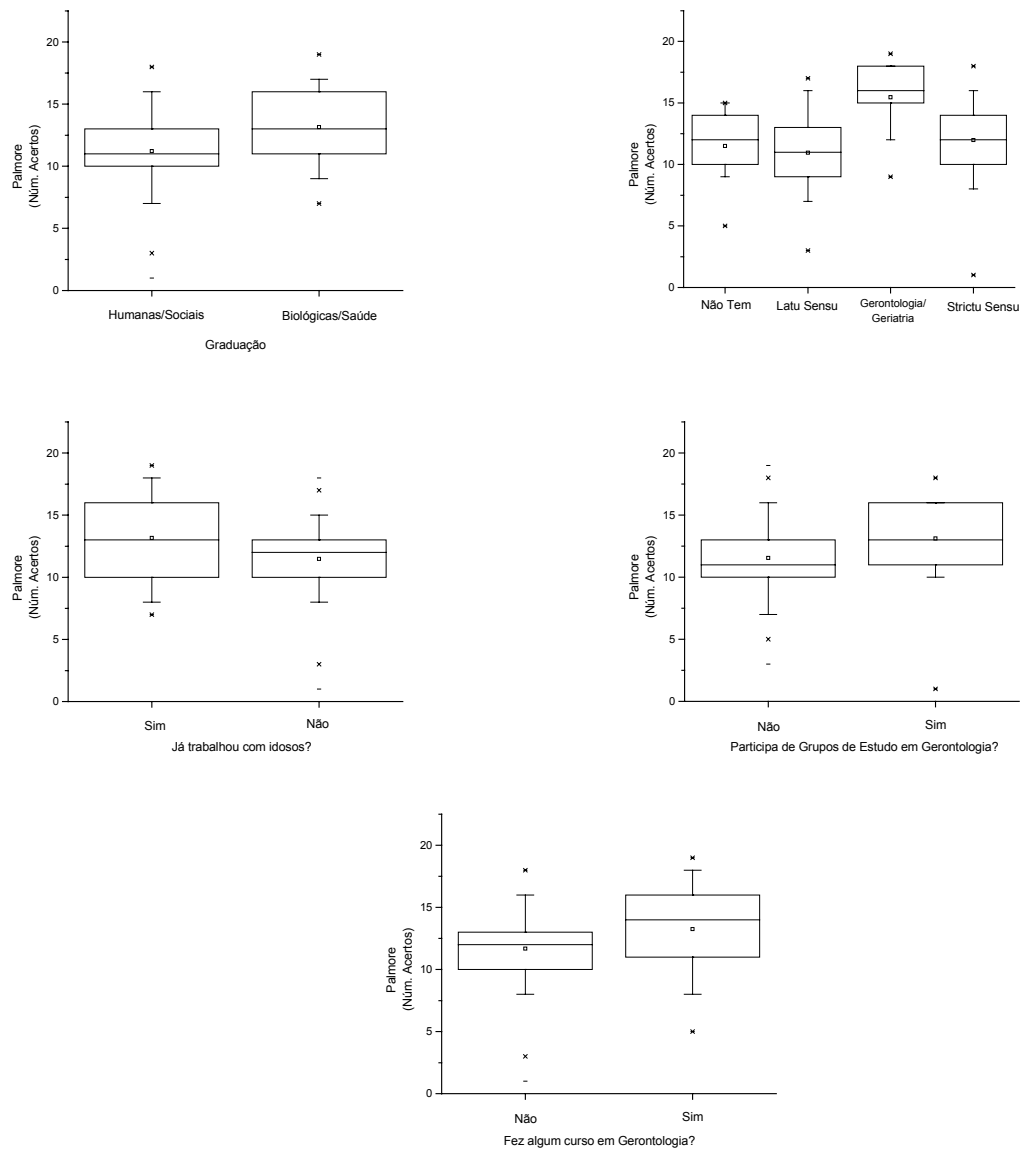 20
15
10
5
0
Palmore
(Núm. Acertos)
Humanas/Sociais
Biológicas/Saúde
Graduação
20
15
10
5
0
Palmore
(Núm. Acertos)
Não Tem
Latu Sensu
Gerontologia/
Geriatria
Strictu Sensu
20
15
10
5
0
Palmore
(Núm. Acertos)
Sim
Não
Já trabalhou com idosos?
20
15
10
5
0
Palmore
(Núm. Acertos)
Não
Sim
Participa de Grupos de Estudo em Gerontologia?
20
15
10
5
0
Palmore
(Núm. Acertos)
Não
Sim
Fez algum curso em Gerontologia?